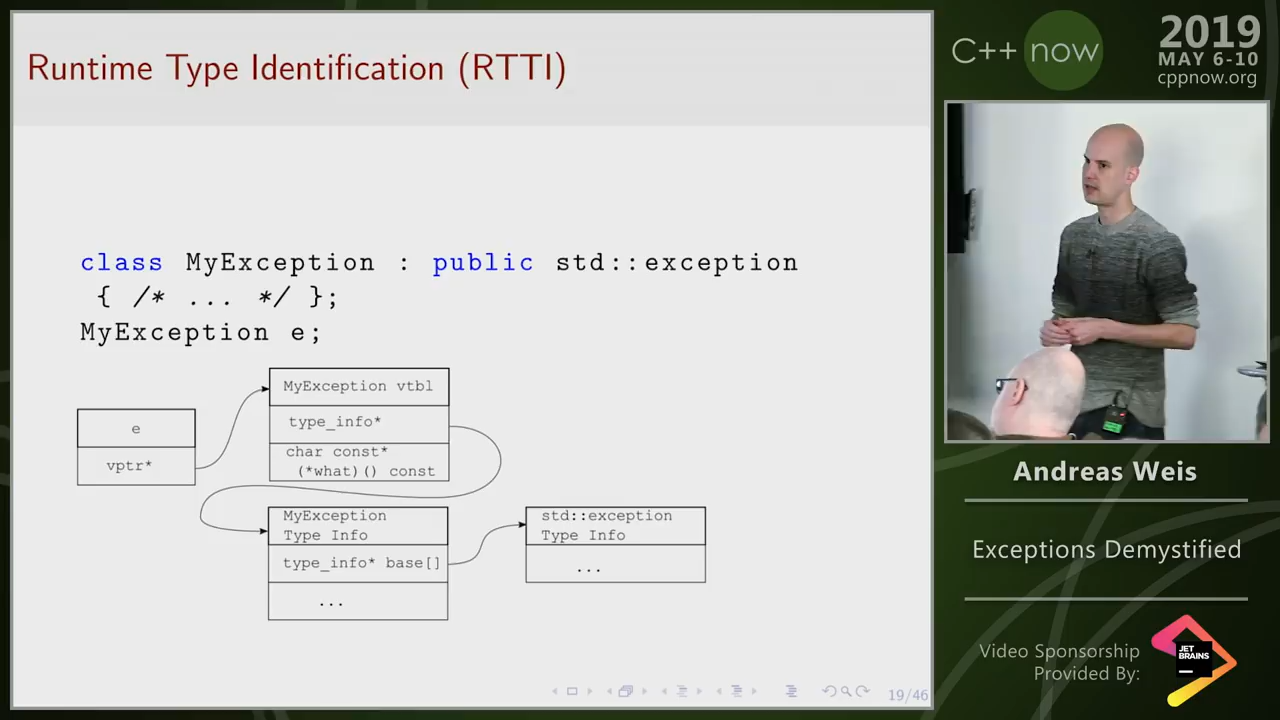 Runtime Type Identification (RTTI)
class MyException : public std::exception
{ /* ... */ };
MyException e;
e
vptr*
MyException vtbl
type_info*
char const*
(*what)() const
MyException
Type Info
type_info* base[]
...
std::exception
Type Info
...
19/46
C++ now
2019
MAY 6-10
cppnow.org
Andreas Weis
Exceptions Demystified
Video Sponsorship
Provided By:
JET
BRAINS